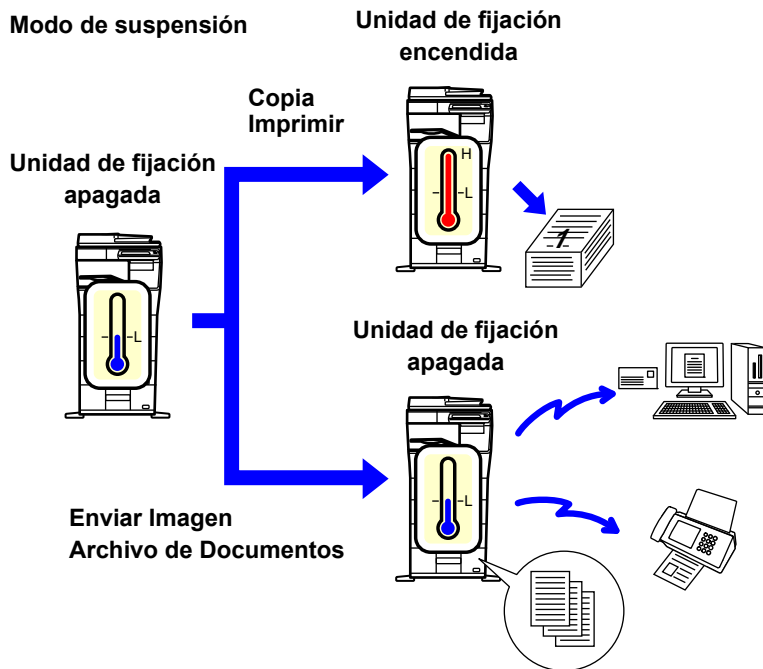 Modo de suspensión
Unidad de fijación
encendida
Copia
Imprimir
Unidad de fijación
apagada
H
L
1
L
Unidad de fijación
apagada
L
Enviar Imagen
Archivo de Documentos